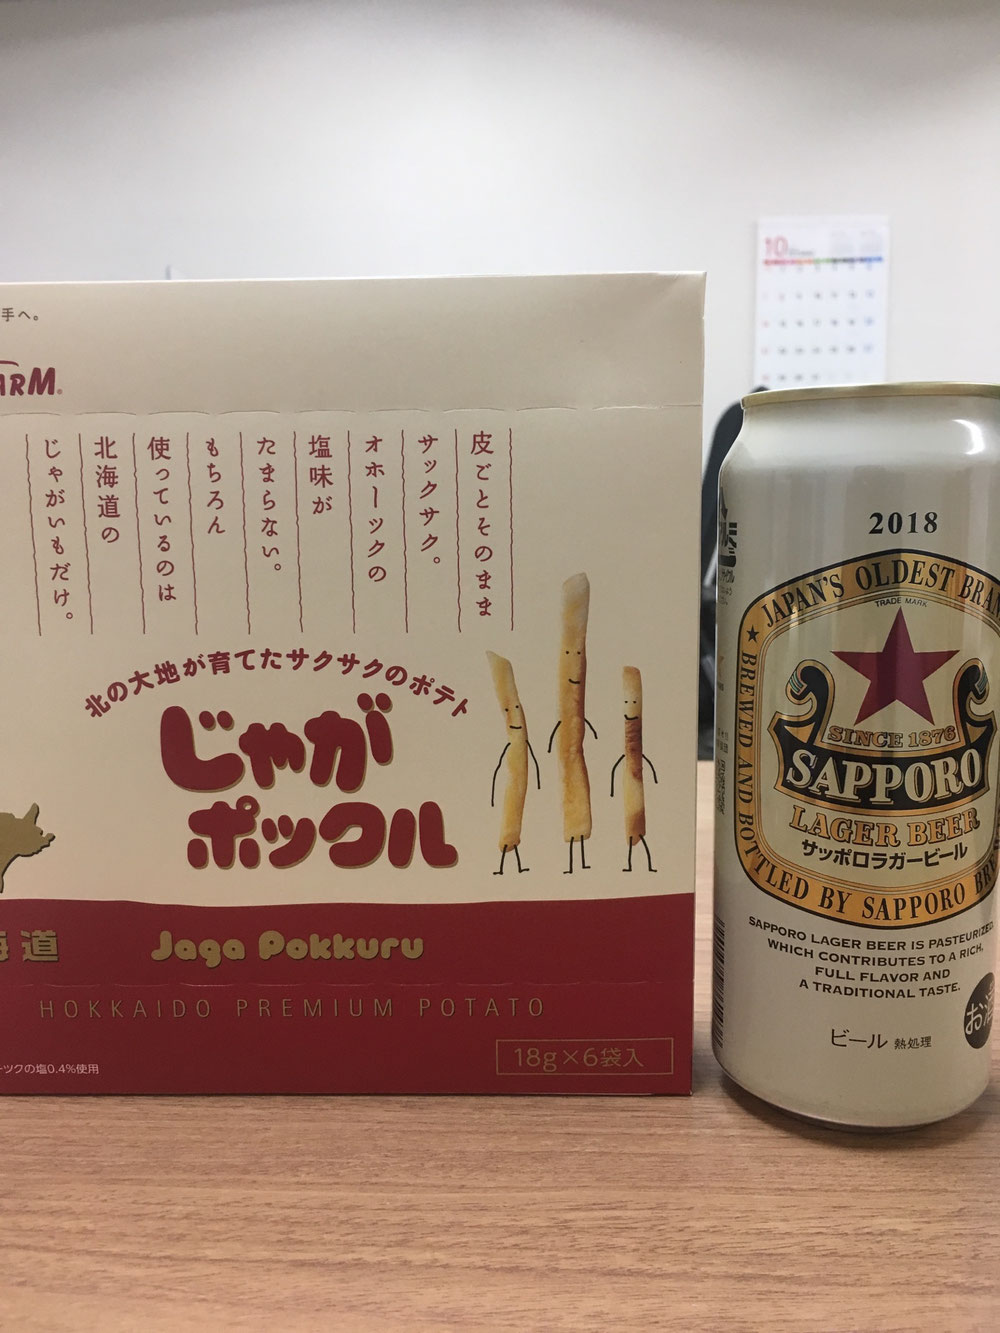 手へ。
ARM®
皮ごとそのまま
サックサク。
オホーツクの
塩味が
たまらない。
もちろん
使っているのは
北海道の
じゃがいもだけ。
北の大地が育てたサクサクのポテト
じゃが
ポックル
道
Jaga Pokkuru
HOKKAIDO PREMIUM POTATO
18g×6袋入
ーツクの塩0.4%使用
10
2018
JAPAN'S OLDEST BRAN
TRADE MARK
SINCE 1876
SAPPORO
LAGER BEER
サッポロラガービール
BREWED AND BOTTLED BY SAPPORO BRE
SAPPORO LAGER BEER IS PASTEURIZED,
WHICH CONTRIBUTES TO A RICH,
FULL FLAVOR AND
A TRADITIONAL TASTE.
ビール 熱処理
お酒